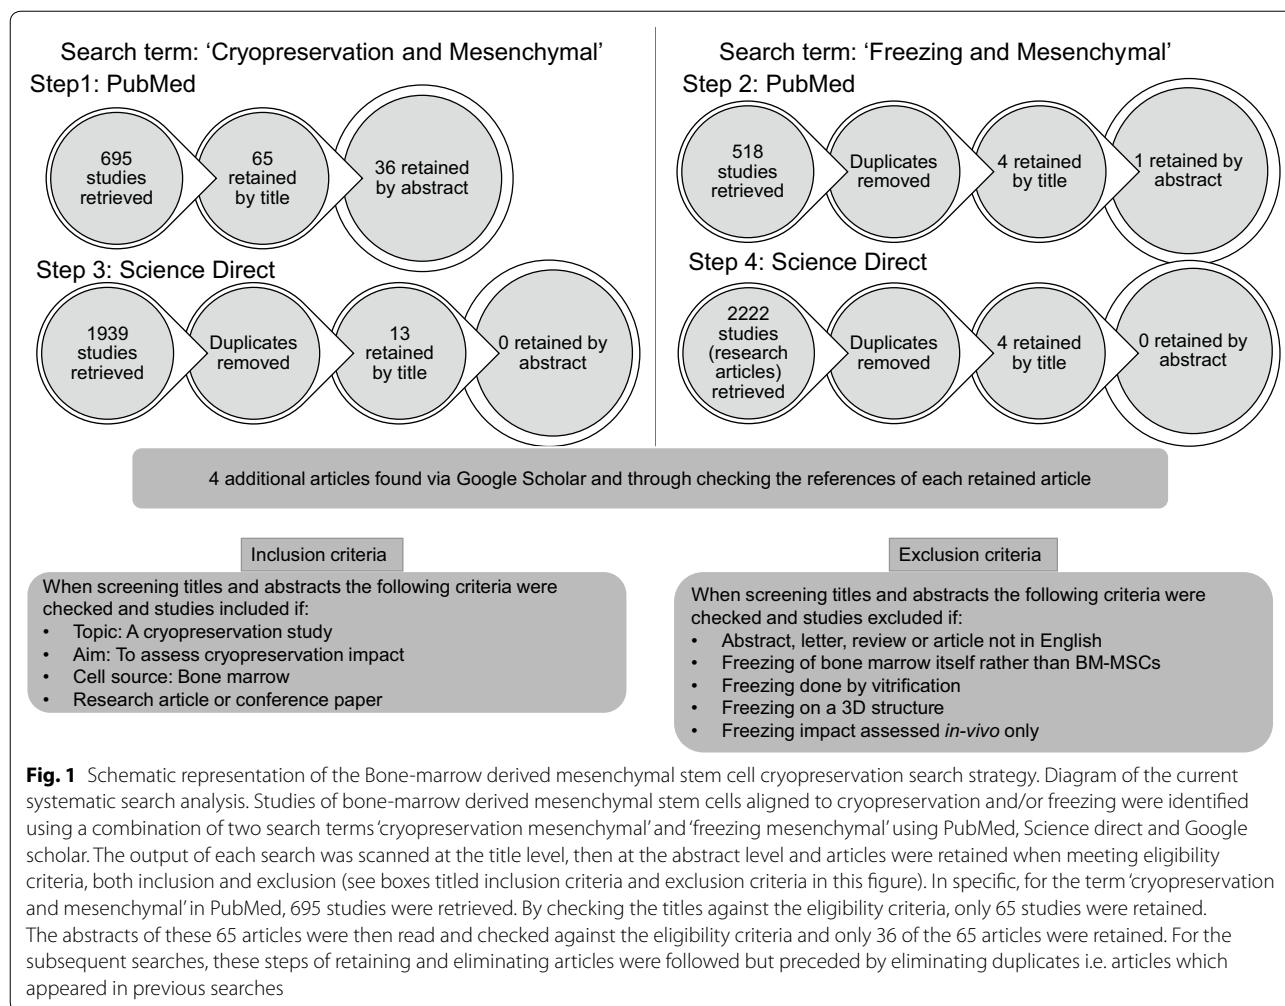 Search term: ‘Cryopreservation and Mesenchymal’
Step1: PubMed
695
studies
retrieved
65
retained
by title
36 retained
by abstract
Step 3: Science Direct
1939
studies
retrieved
Duplicates
removed
13
retained
by title
0 retained by
abstract
Search term: ‘Freezing and Mesenchymal’
Step 2: PubMed
518
studies
retrieved
Duplicates
removed
4 retained
by title
1 retained by
abstract
Step 4: Science Direct
2222
studies
(research
articles)
retrieved
Duplicates
removed
4 retained
by title
0 retained by
abstract
4 additional articles found via Google Scholar and through checking the references of each retained article
Inclusion criteria
When screening titles and abstracts the following criteria were
checked and studies included if:
• Topic: A cryopreservation study
• Aim: To assess cryopreservation impact
• Cell source: Bone marrow
• Research article or conference paper
Exclusion criteria
When screening titles and abstracts the following criteria were
checked and studies excluded if:
• Abstract, letter, review or article not in English
• Freezing of bone marrow itself rather than BM-MSCs
• Freezing done by vitrification
• Freezing on a 3D structure
• Freezing impact assessed in-vivo only
Fig. 1 Schematic representation of the Bone-marrow derived mesenchymal stem cell cryopreservation search strategy. Diagram of the current
systematic search analysis. Studies of bone-marrow derived mesenchymal stem cells aligned to cryopreservation and/or freezing were identified
using a combination of two search terms ‘cryopreservation mesenchymal’ and ‘freezing mesenchymal’ using PubMed, Science direct and Google
scholar. The output of each search was scanned at the title level, then at the abstract level and articles were retained when meeting eligibility
criteria, both inclusion and exclusion (see boxes titled inclusion criteria and exclusion criteria in this figure). In specific, for the term ‘cryopreservation
and mesenchymal’ in PubMed, 695 studies were retrieved. By checking the titles against the eligibility criteria, only 65 studies were retained.
The abstracts of these 65 articles were then read and checked against the eligibility criteria and only 36 of the 65 articles were retained. For the
subsequent searches, these steps of retaining and eliminating articles were followed but preceded by eliminating duplicates i.e. articles which
appeared in previous searches